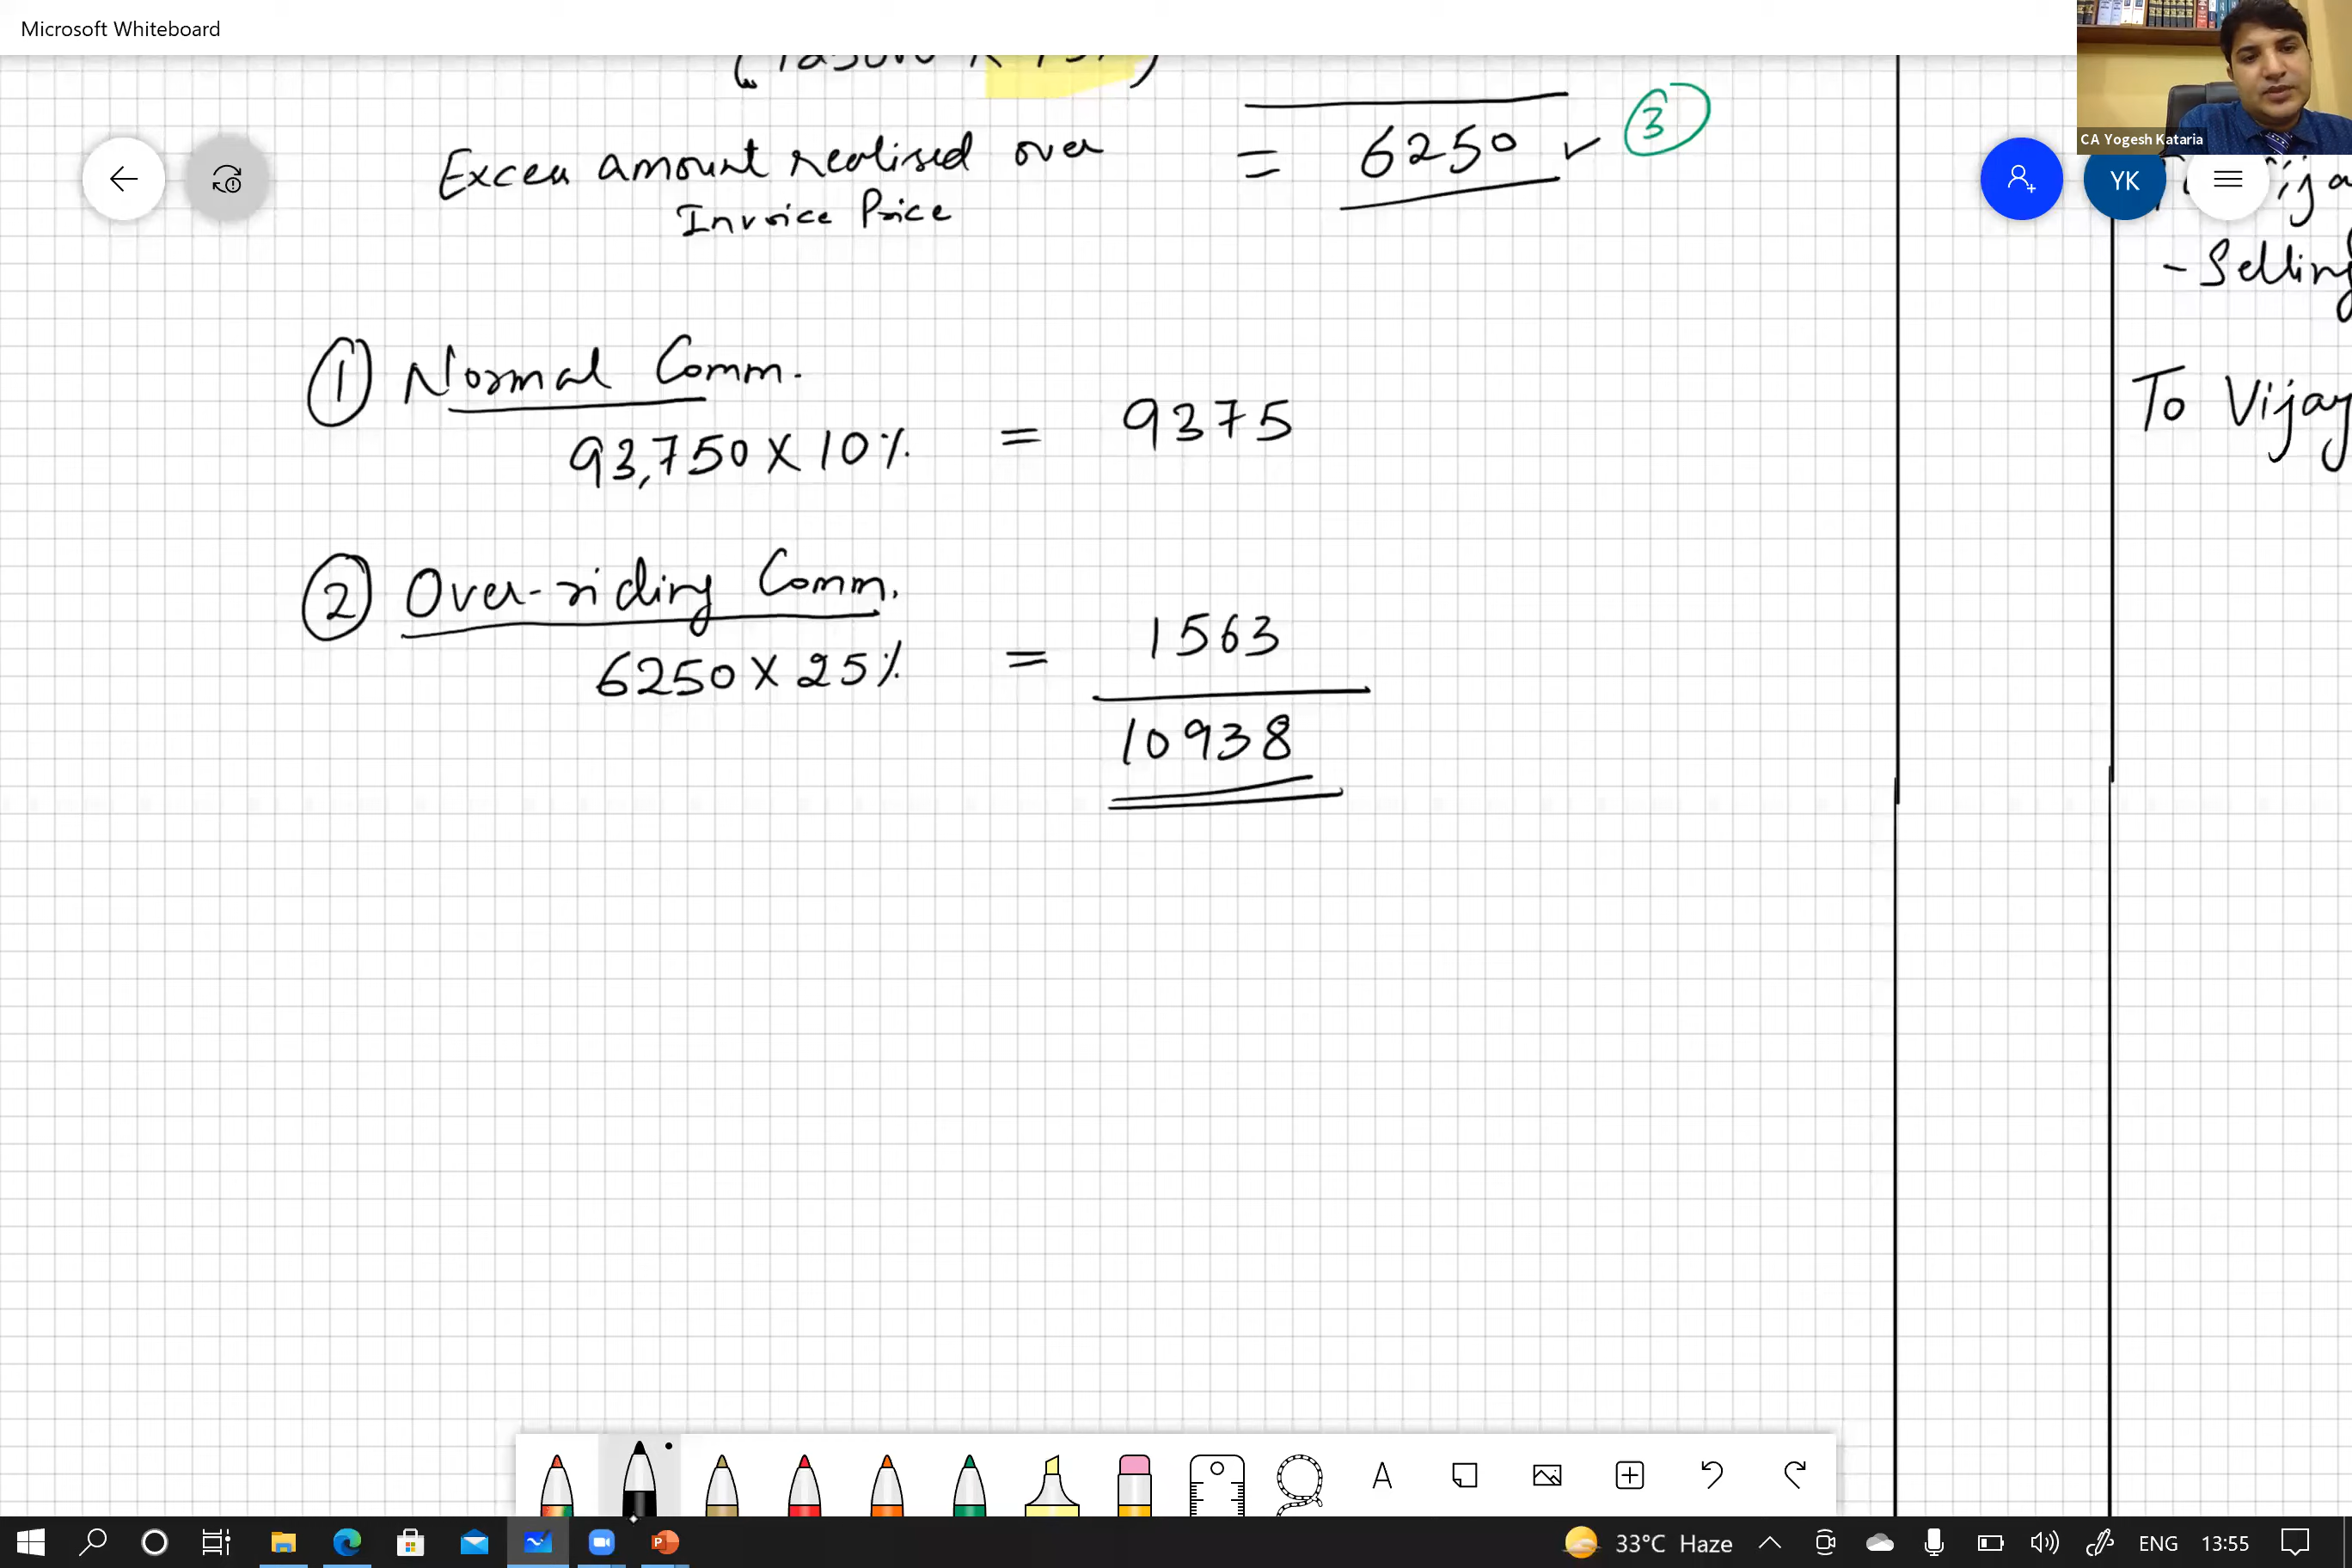 Microsoft Whiteboard
CA Yogesh Kataria
YK
Excess amount realised over = 6250 ✓ ③
Invoice Price
- Selling
① Normal Comm.
To Vijay
93,750 X 10% = 9375
② Over-riding Comm.
6250 X 25% = 1563
10938
A
33°C Haze
ENG
13:55